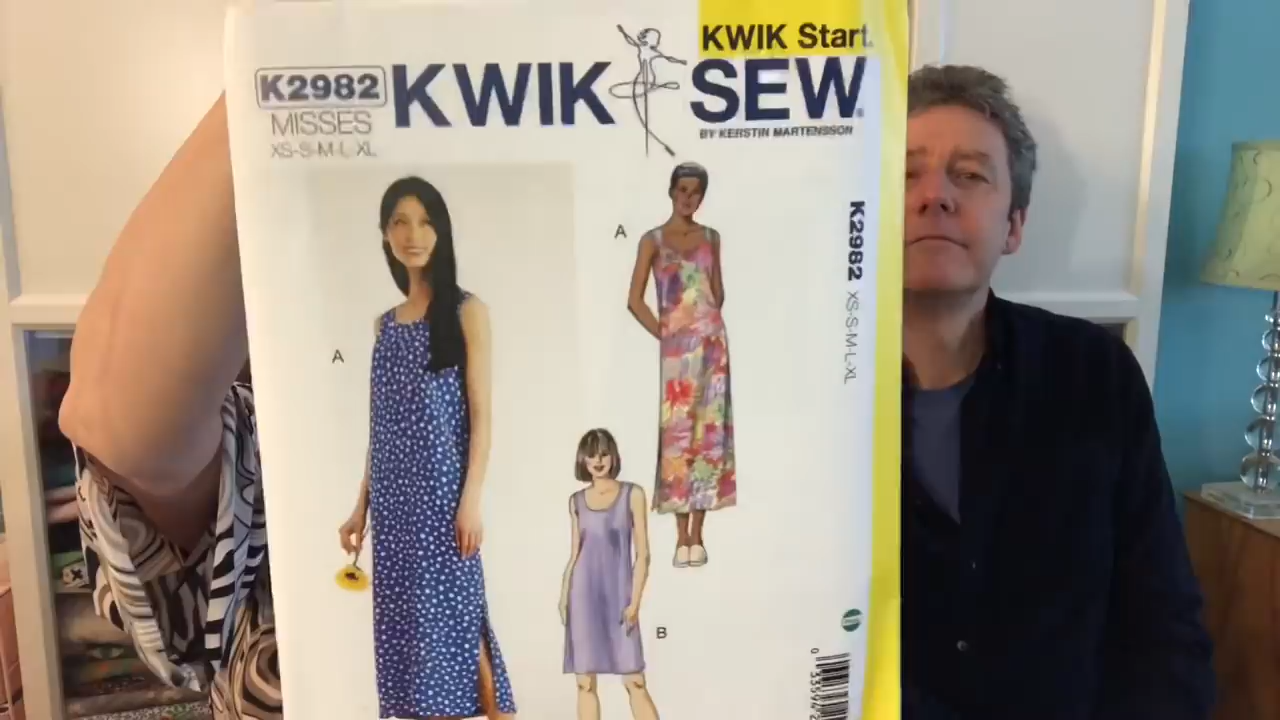 KWIK Start.
K2982
KWIK SEW®
BY KERSTIN MARTENSSON
MISSES
XS-S-M-L-XL
A
A
B
K2982 XS-S-M-L-XL